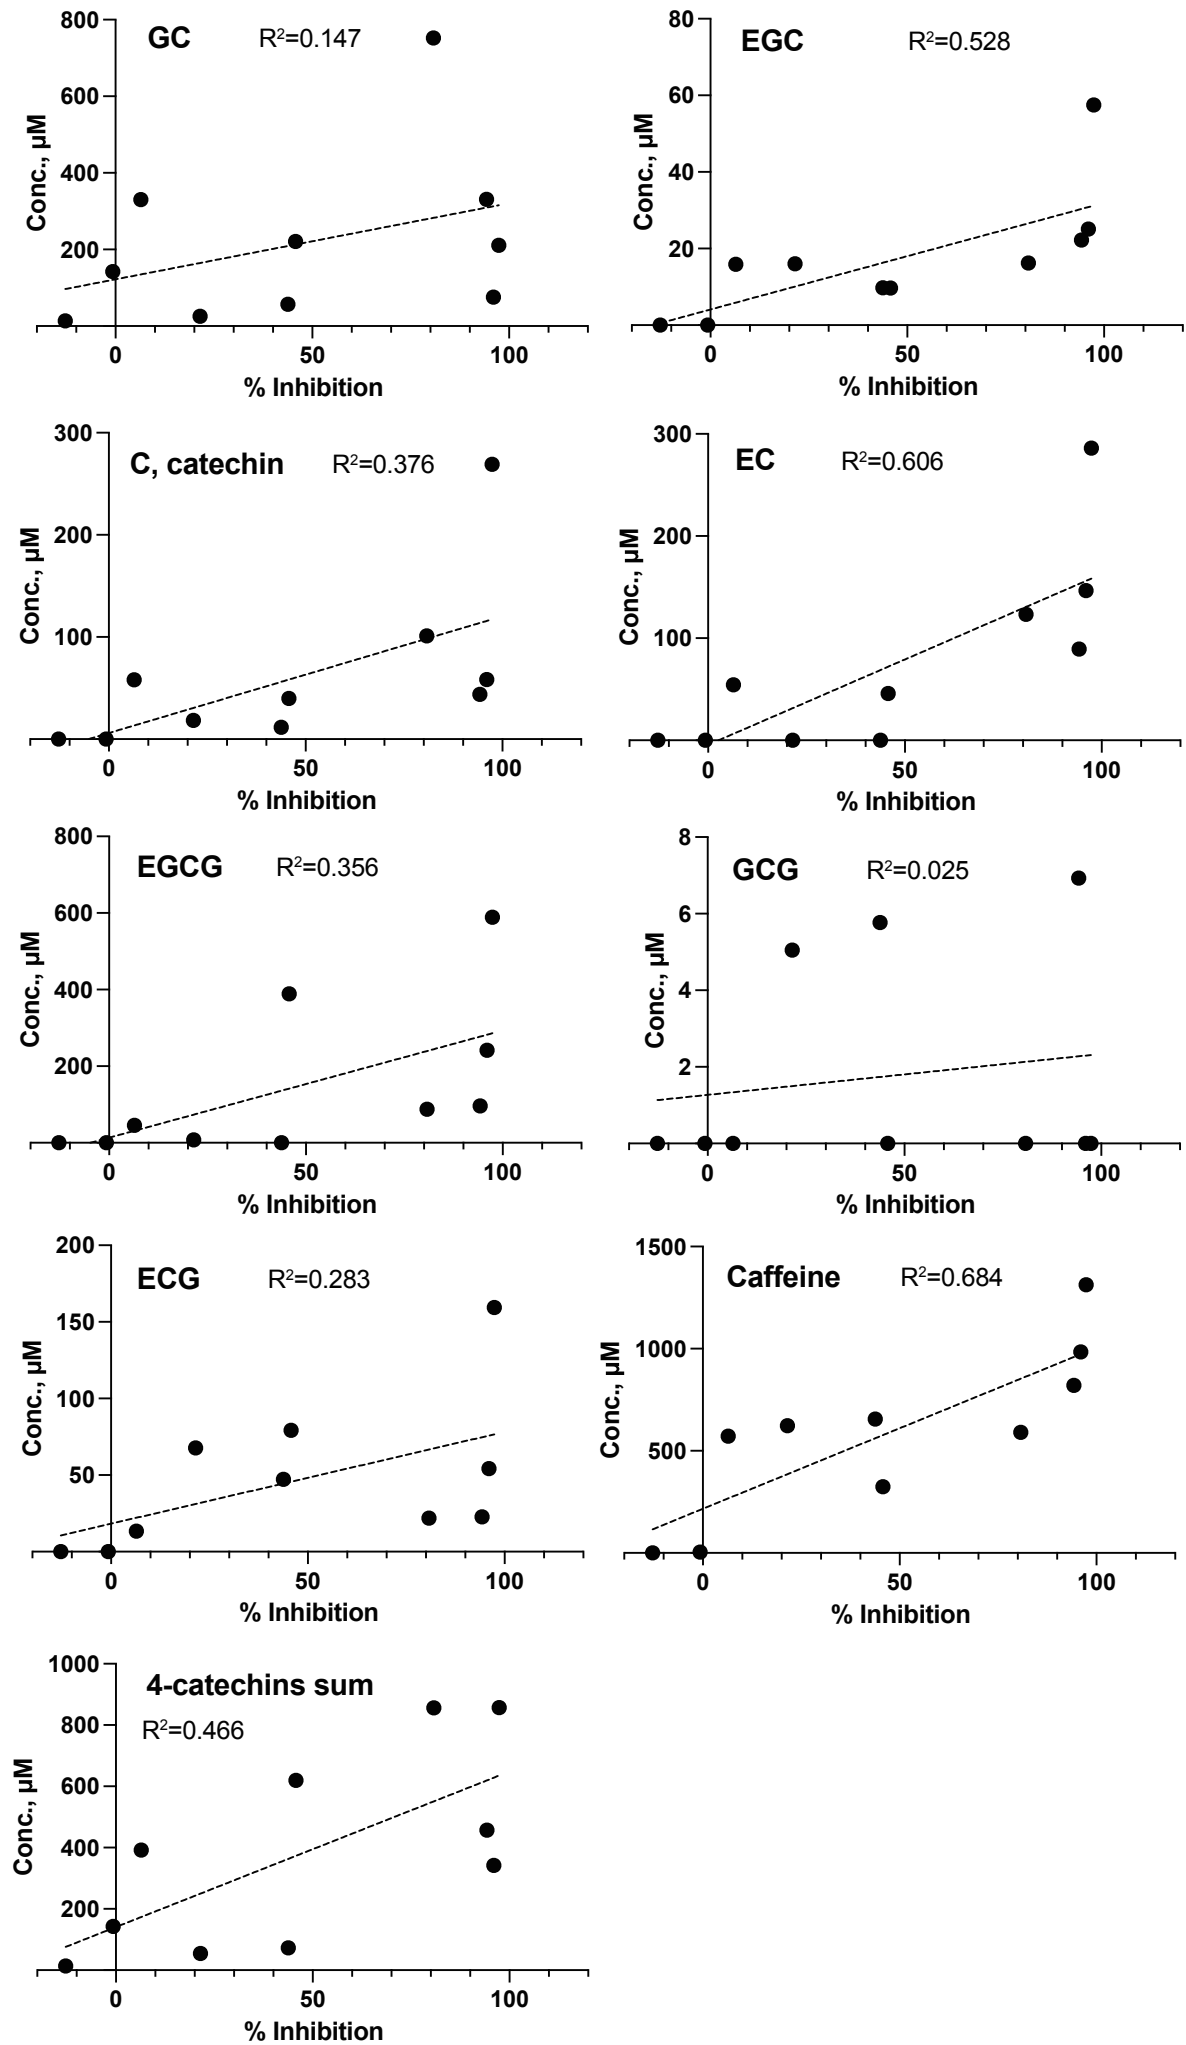 GC R²=0.147
800
600
400
200
Conc., µM
0 50 100
% Inhibition
EGC R²=0.528
80
60
40
20
Conc., µM
0 50 100
% Inhibition
C, catechin R²=0.376
300
200
100
Conc., µM
0 50 100
% Inhibition
EC R²=0.606
300
200
100
Conc., µM
0 50 100
% Inhibition
EGCG R²=0.356
800
600
400
200
Conc., µM
0 50 100
% Inhibition
GCG R²=0.025
8
6
4
2
Conc., µM
0 50 100
% Inhibition
ECG R²=0.283
200
150
100
50
Conc., µM
0 50 100
% Inhibition
Caffeine R²=0.684
1500
1000
500
Conc., µM
0 50 100
% Inhibition
4-catechins sum
R²=0.466
1000
800
600
400
200
Conc., µM
0 50 100
% Inhibition